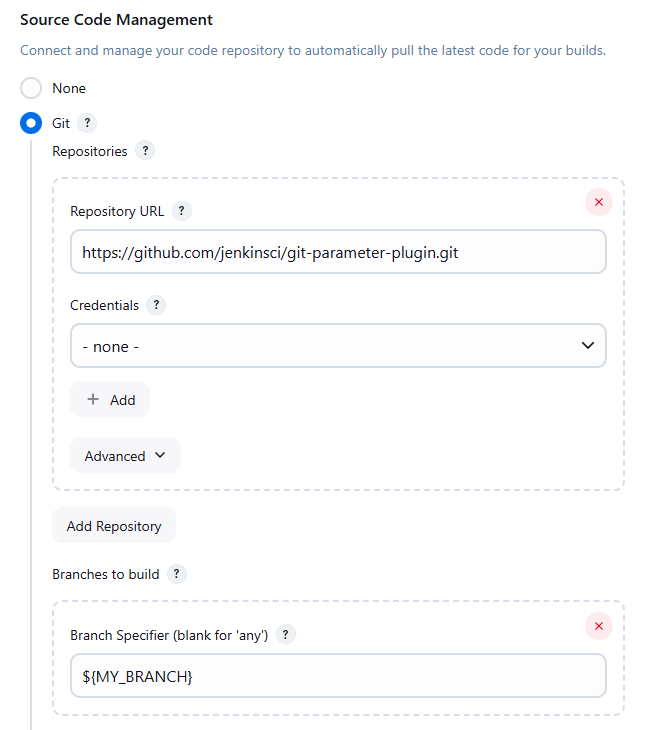 Source Code Management
Connect and manage your code repository to automatically pull the latest code for your builds.
None
Git ?
Repositories ?
Repository URL ?
https://github.com/jenkinsci/git-parameter-plugin.git
Credentials ?
- none -
+ Add
Advanced
Add Repository
Branches to build ?
Branch Specifier (blank for 'any') ?
${MY_BRANCH}